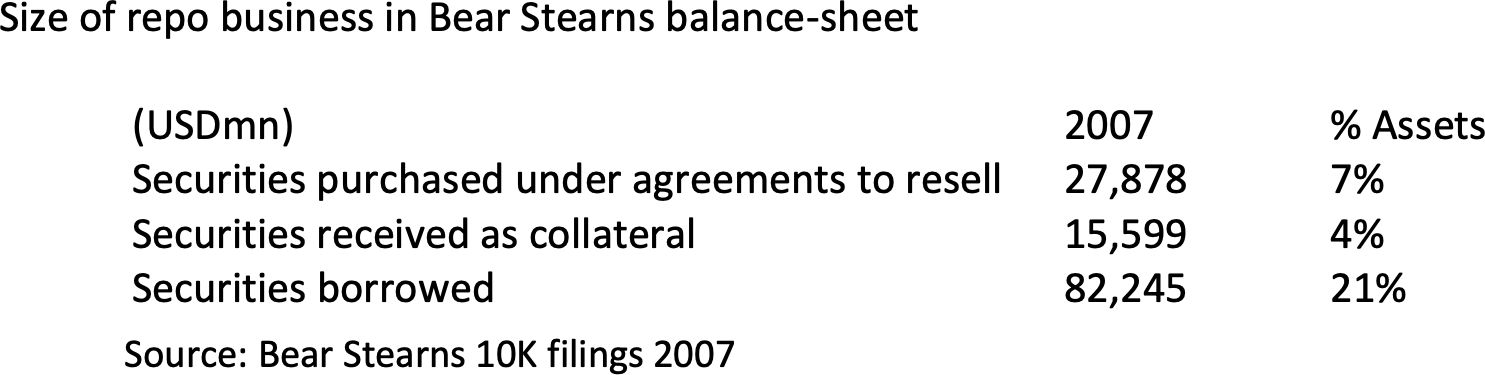 Size of repo business in Bear Stearns balance-sheet
(USDmn) 2007 % Assets
Securities purchased under agreements to resell 27,878 7%
Securities received as collateral 15,599 4%
Securities borrowed 82,245 21%
Source: Bear Stearns 10K filings 2007